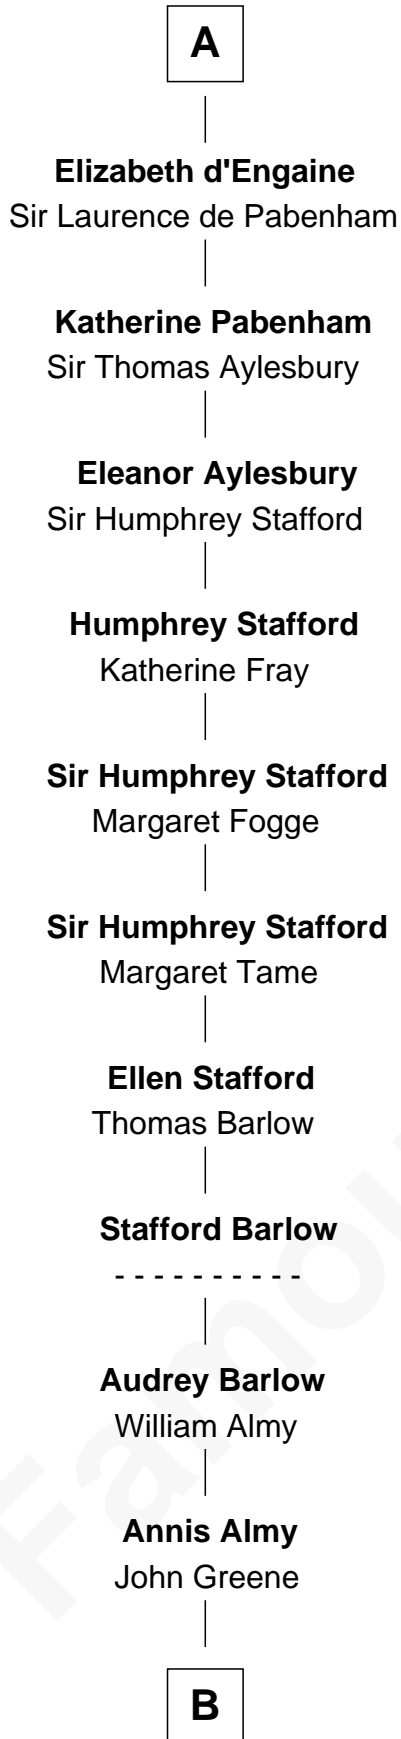 A
Elizabeth d'Engaine
Sir Laurence de Pabenham
Katherine Pabenham
Sir Thomas Aylesbury
Eleanor Aylesbury
Sir Humphrey Stafford
Humphrey Stafford
Katherine Fray
Sir Humphrey Stafford
Margaret Fogge
Sir Humphrey Stafford
Margaret Tame
Ellen Stafford
Thomas Barlow
Stafford Barlow
- - - - - - - - - -
Audrey Barlow
William Almy
Annis Almy
John Greene
B